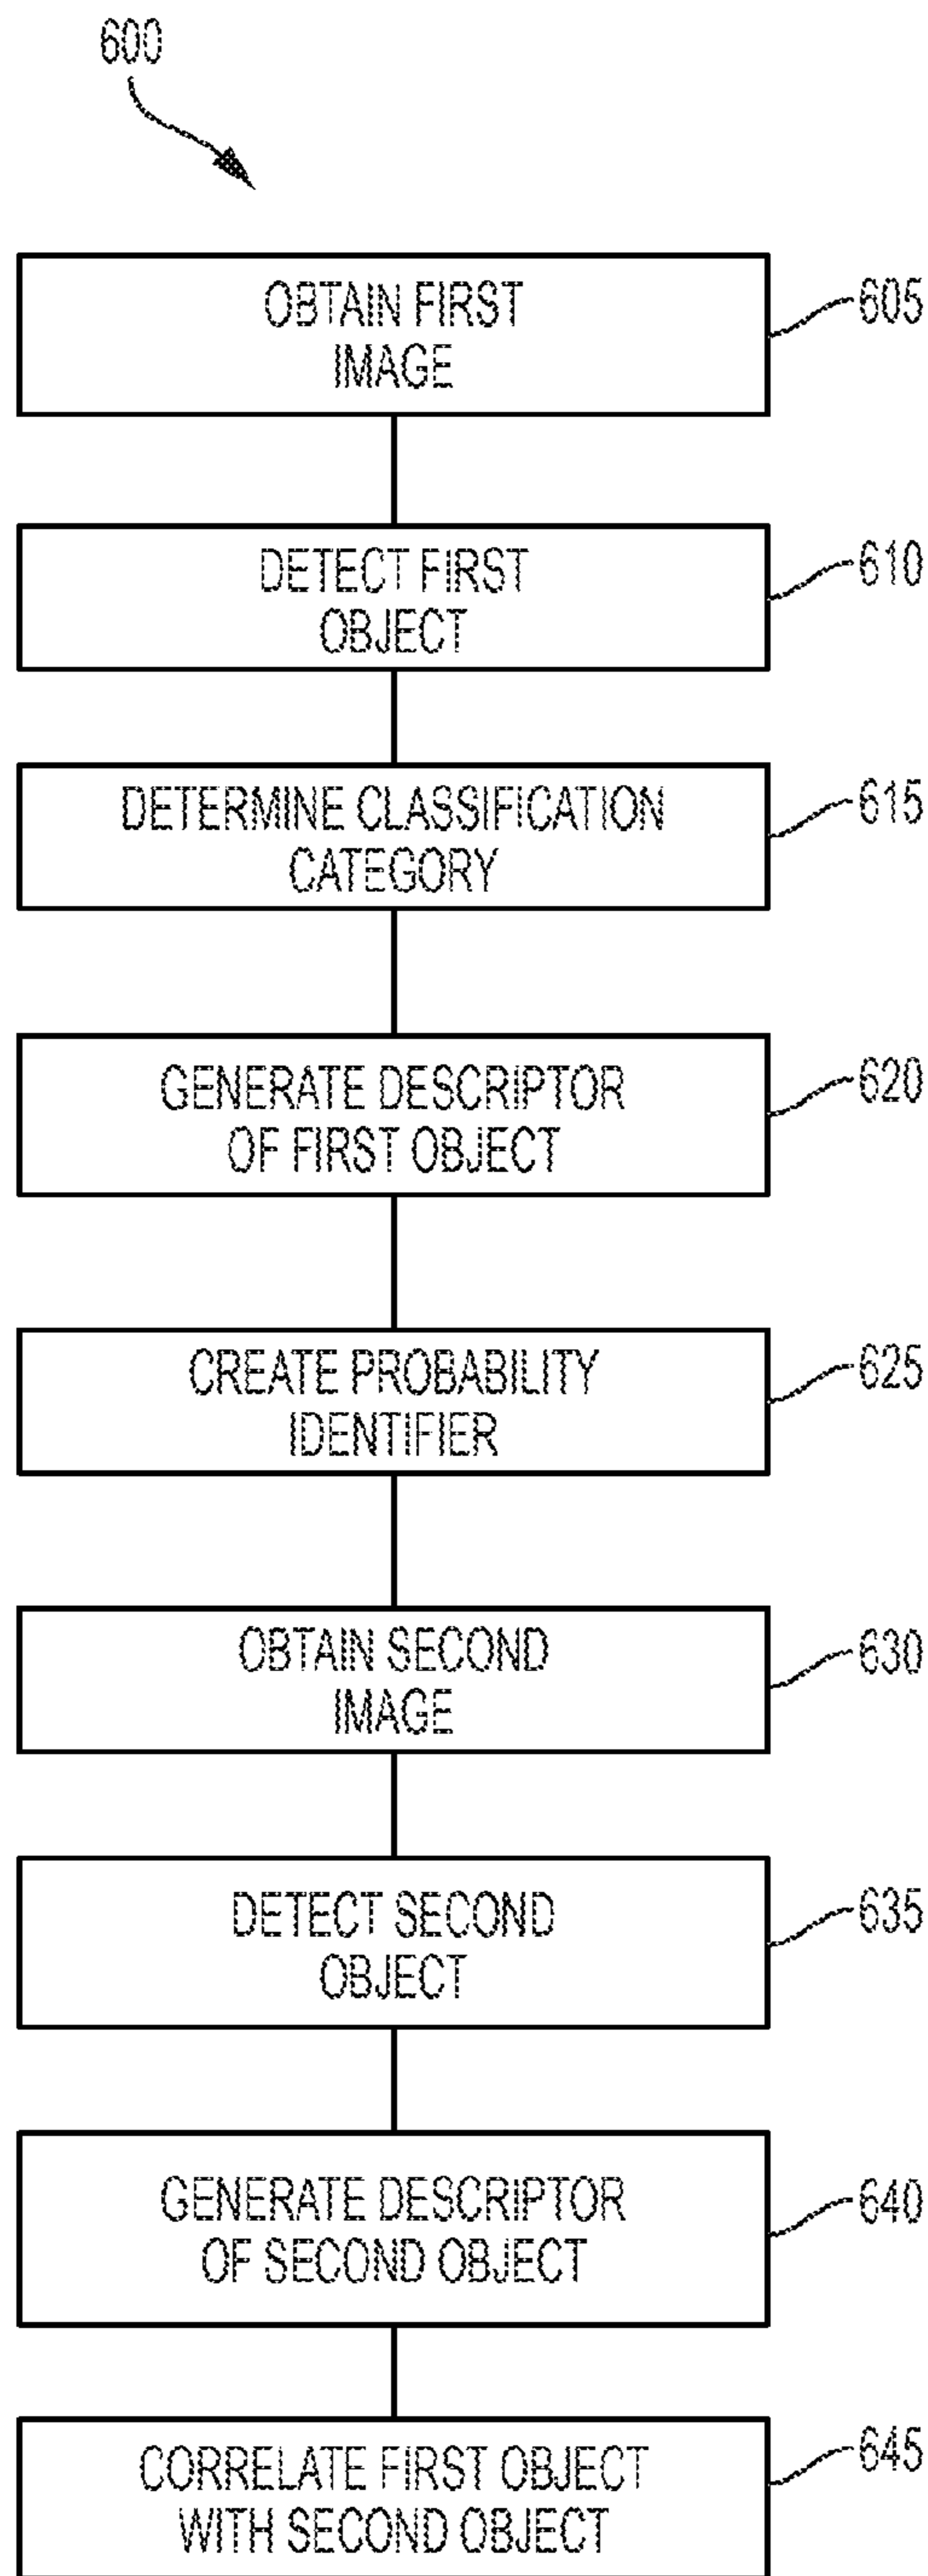 600
OBTAIN FIRST
IMAGE
605
DETECT FIRST
OBJECT
610
DETERMINE CLASSIFICATION
CATEGORY
615
GENERATE DESCRIPTOR
OF FIRST OBJECT
620
CREATE PROBABILITY
IDENTIFIER
625
OBTAIN SECOND
IMAGE
630
DETECT SECOND
OBJECT
635
GENERATE DESCRIPTOR
OF SECOND OBJECT
640
CORRELATE FIRST OBJECT
WITH SECOND OBJECT
645